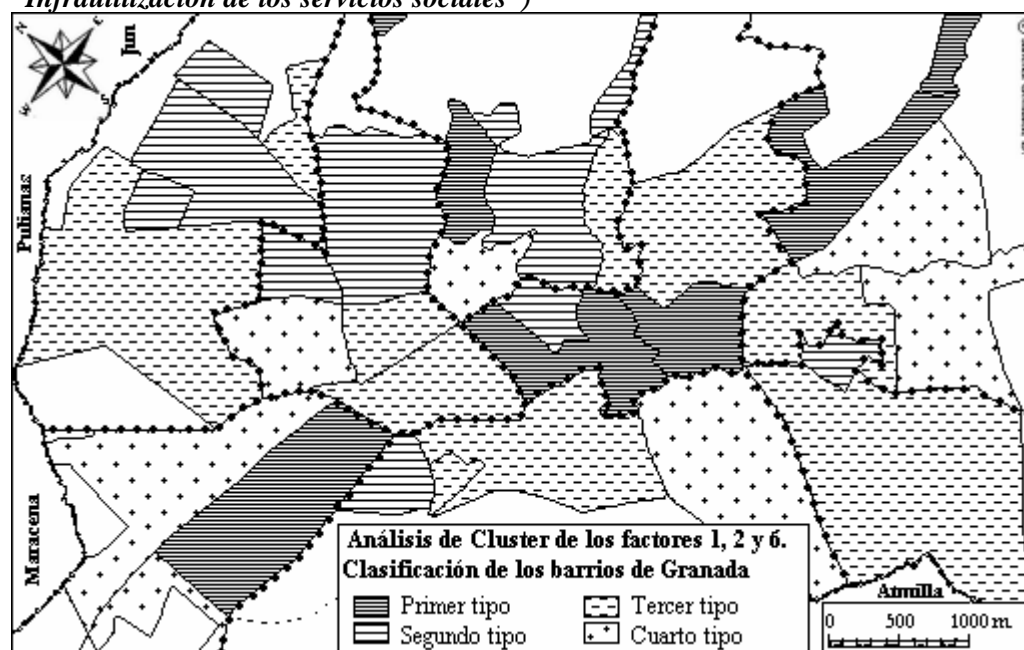 Infrautilización de los servicios sociales")
N
E
S
W
Jun
Pulianas
Maracena
Análisis de Cluster de los factores 1, 2 y 6.
Clasificación de los barrios de Granada
Primer tipo
Tercer tipo
Segundo tipo
Cuarto tipo
Atmilla
0 500 1000 m.